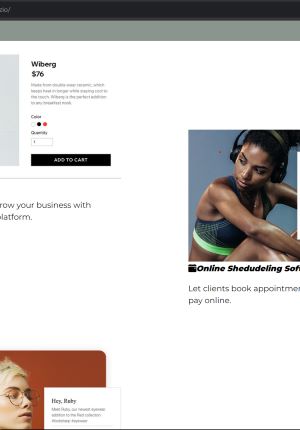 zio/
Wiberg
$76
Made from double-wear ceramic, which
keeps heat in longer while staying cool to
the touch. Wiberg is the perfect addition
to any breakfast nook.
Color
Quantity
1
ADD TO CART
row your business with
platform.
Online Shedudeling Sof
Let clients book appointmen
pay online.
Hey, Ruby
Meet Ruby, our newest eyewear
addition to the Red collection